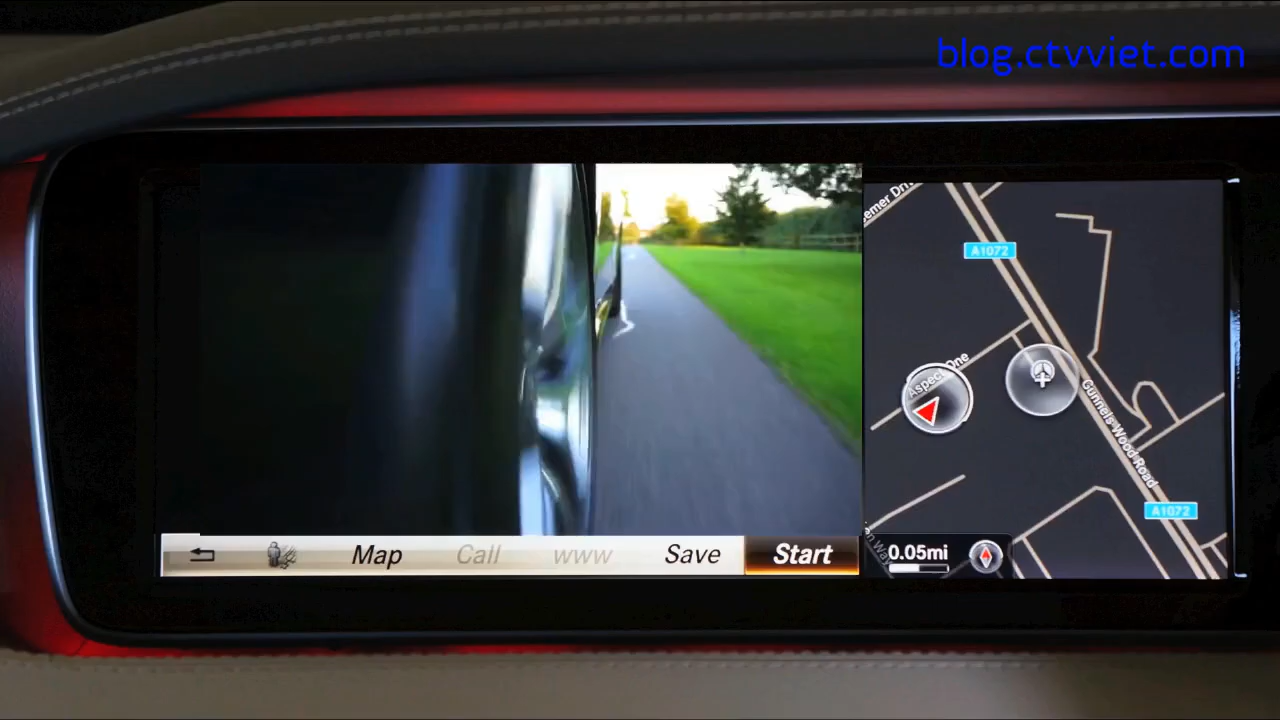 blog.ctvviet.com
A1072
Aspect One
Gunnels Wood Road
A1072
0.05mi
Map Call www Save Start